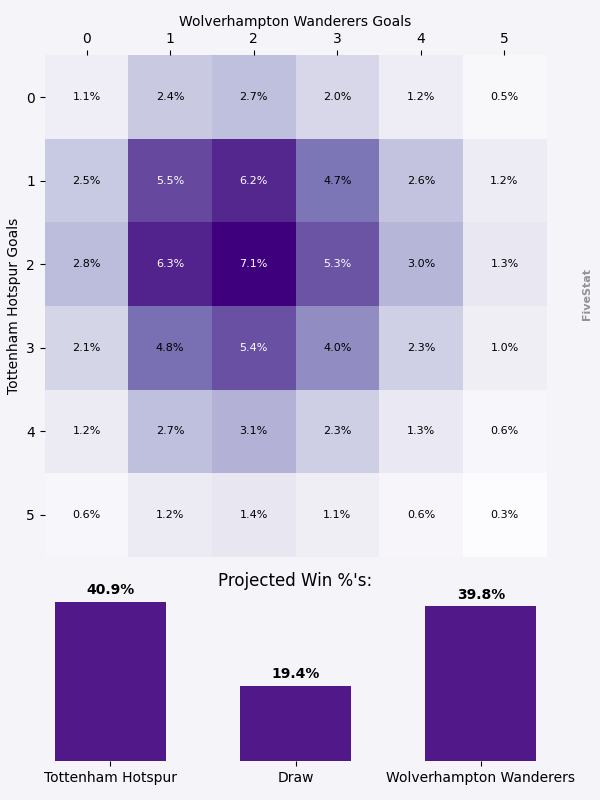 Wolverhampton Wanderers Goals
0 1 2 3 4 5
Tottenham Hotspur Goals
0 1.1% 2.4% 2.7% 2.0% 1.2% 0.5%
1 2.5% 5.5% 6.2% 4.7% 2.6% 1.2%
2 2.8% 6.3% 7.1% 5.3% 3.0% 1.3%
3 2.1% 4.8% 5.4% 4.0% 2.3% 1.0%
4 1.2% 2.7% 3.1% 2.3% 1.3% 0.6%
5 0.6% 1.2% 1.4% 1.1% 0.6% 0.3%
FiveStat
Projected Win %'s:
40.9% 19.4% 39.8%
Tottenham Hotspur Draw Wolverhampton Wanderers